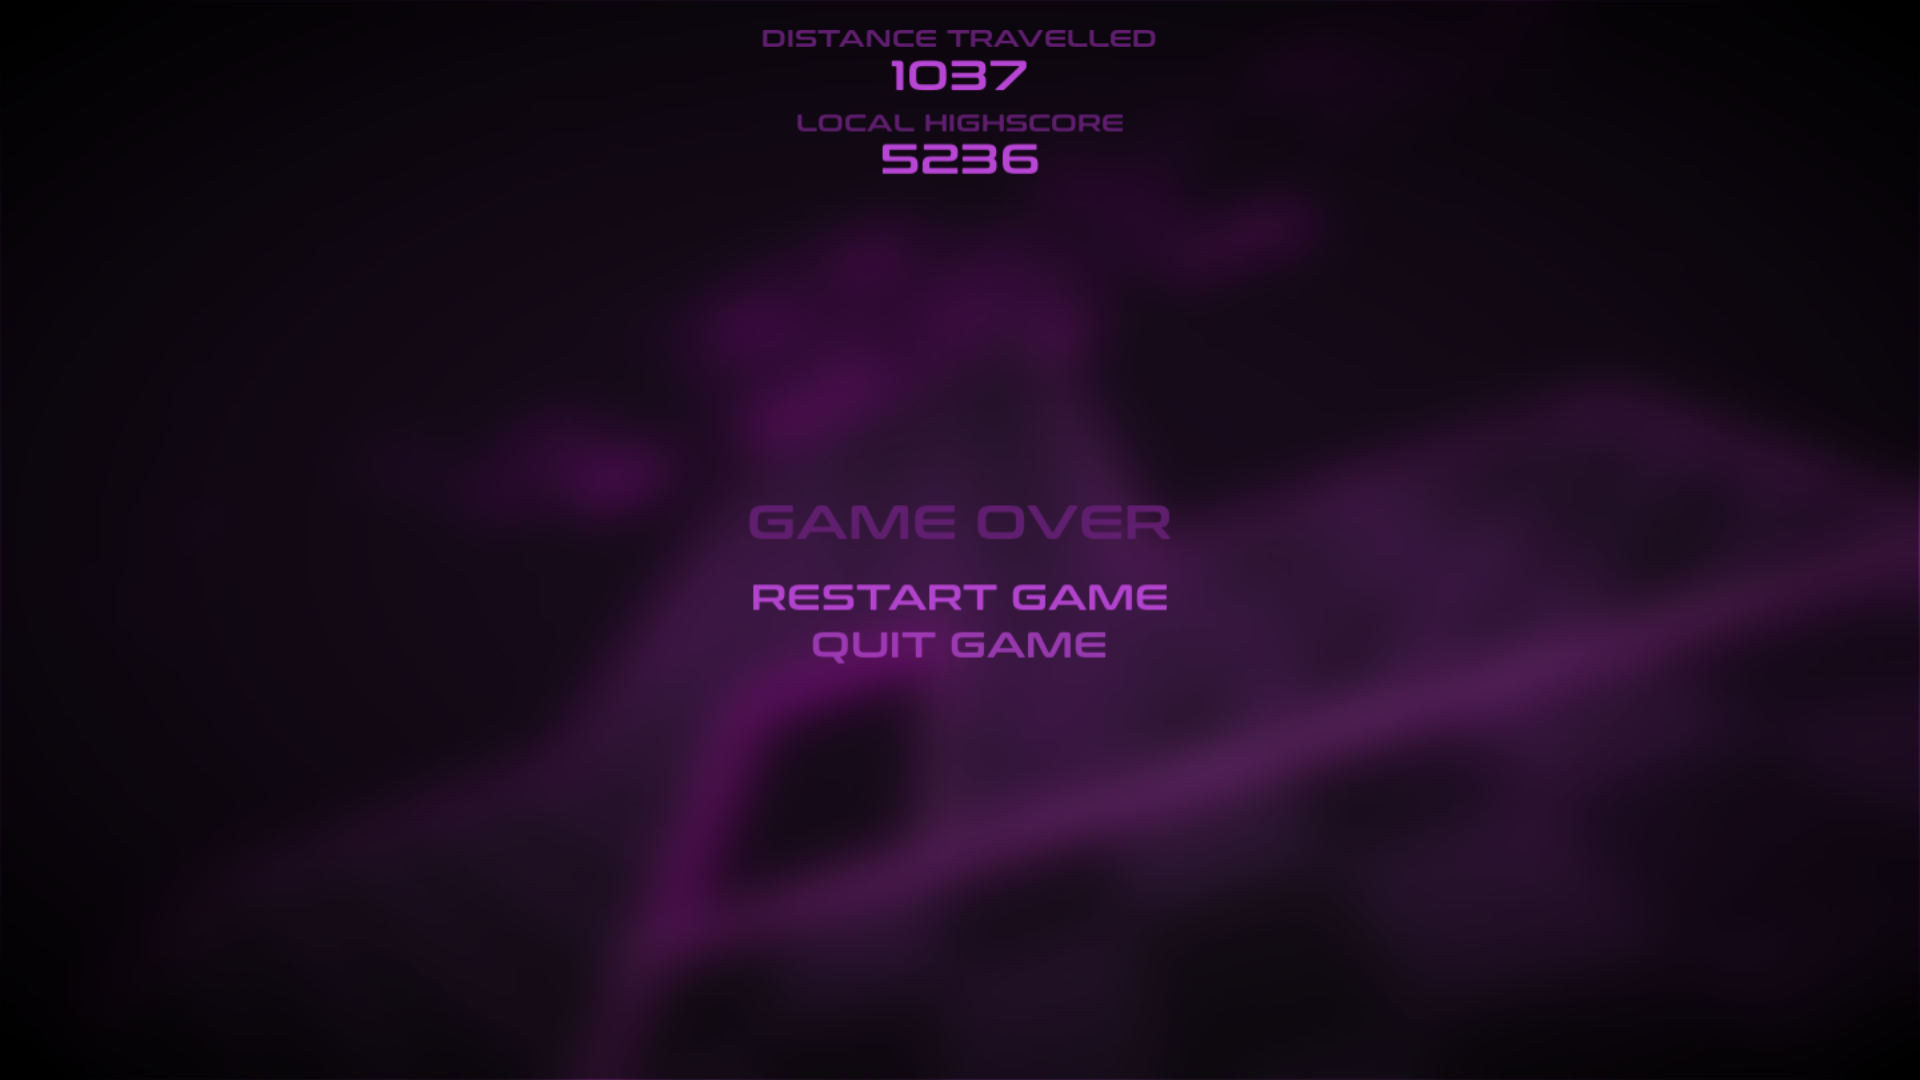 DISTANCE TRAVELLED
1037
LOCAL HIGHSCORE
5236
GAME OVER
RESTART GAME
QUIT GAME